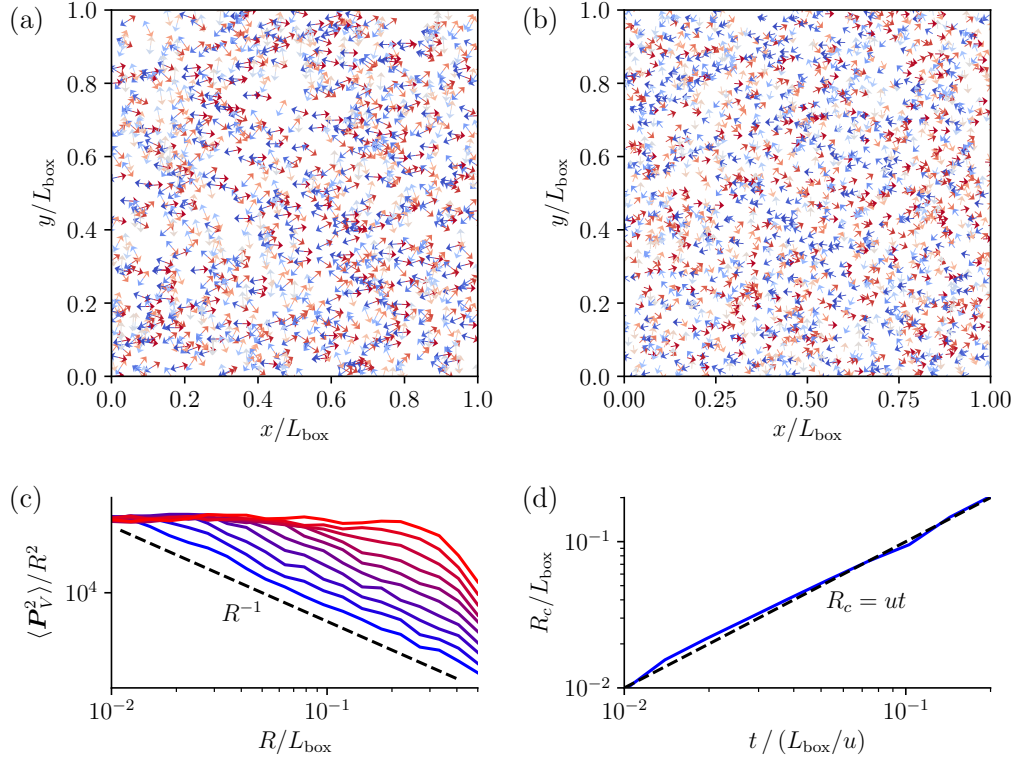 (a)
1.0
0.8
0.6
0.4
0.2
0.0
y/L_box
0.0 0.2 0.4 0.6 0.8 1.0
x/L_box
(b)
1.0
0.8
0.6
0.4
0.2
0.0
y/L_box
0.00 0.25 0.50 0.75 1.00
x/L_box
(c)
10^4
⟨P_V^2⟩/R^2
R^{-1}
10^{-2} 10^{-1}
R/L_box
(d)
10^{-1}
10^{-2}
R_c/L_box
R_c = ut
10^{-2} 10^{-1}
t / (L_box/u)